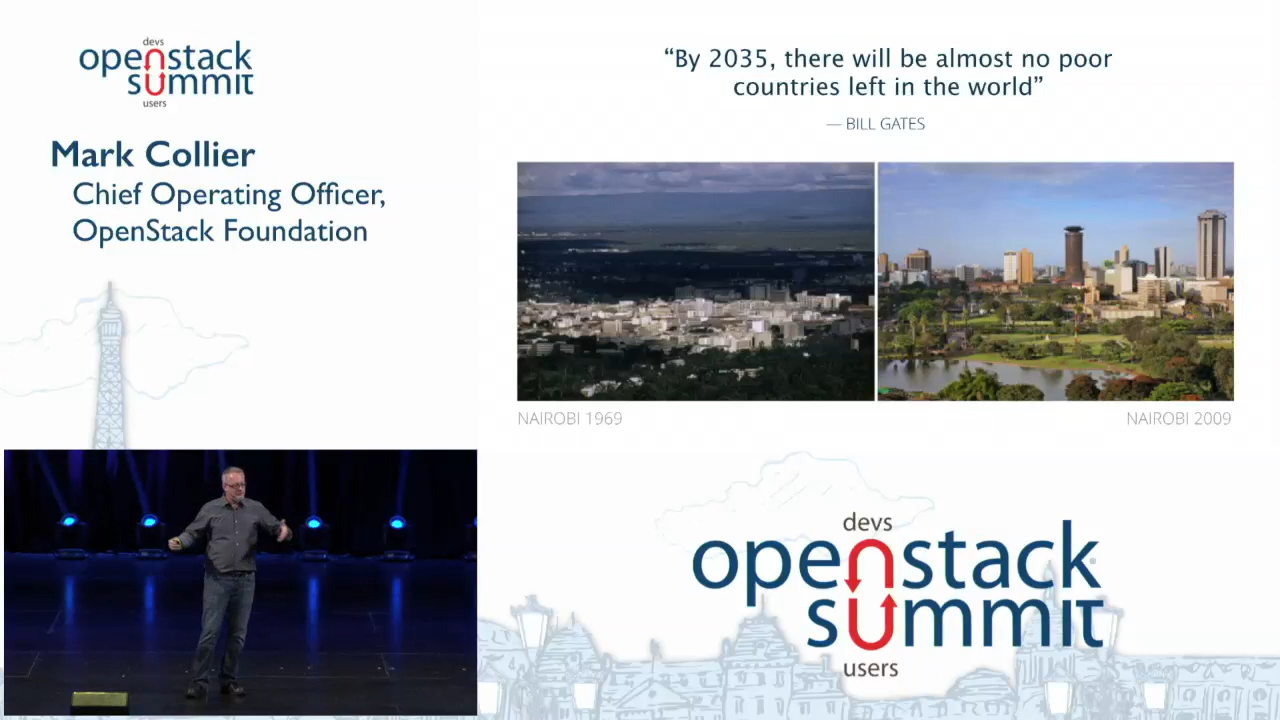 devs
openstack
summit
users
Mark Collier
Chief Operating Officer,
OpenStack Foundation
“By 2035, there will be almost no poor
countries left in the world”
— BILL GATES
NAIROBI 1969
NAIROBI 2009
devs
openstack
summit
users